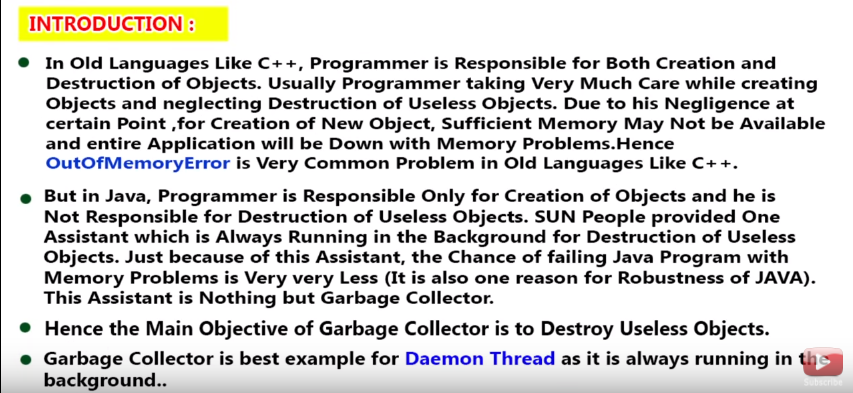 INTRODUCTION :
In Old Languages Like C++, Programmer is Responsible for Both Creation and
Destruction of Objects. Usually Programmer taking Very Much Care while creating
Objects and neglecting Destruction of Useless Objects. Due to his Negligence at
certain Point ,for Creation of New Object, Sufficient Memory May Not be Available
and entire Application will be Down with Memory Problems.Hence
OutOfMemoryError is Very Common Problem in Old Languages Like C++.
But in Java, Programmer is Responsible Only for Creation of Objects and he is
Not Responsible for Destruction of Useless Objects. SUN People provided One
Assistant which is Always Running in the Background for Destruction of Useless
Objects. Just because of this Assistant, the Chance of failing Java Program with
Memory Problems is Very very Less (It is also one reason for Robustness of JAVA).
This Assistant is Nothing but Garbage Collector.
Hence the Main Objective of Garbage Collector is to Destroy Useless Objects.
Garbage Collector is best example for Daemon Thread as it is always running in the
background..
Subscribe